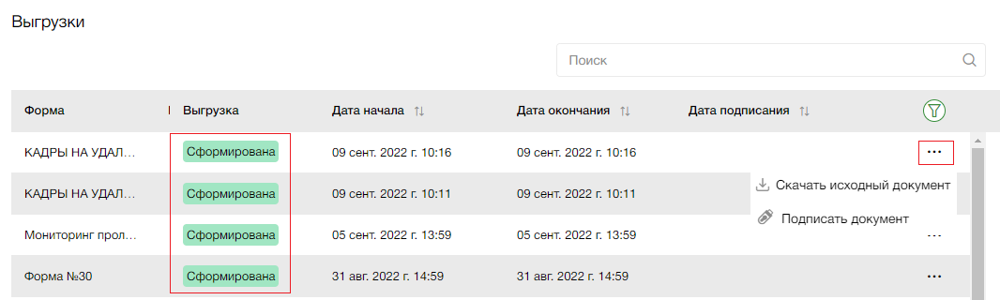 Выгрузки
Поиск
Форма Выгрузка Дата начала Дата окончания Дата подписания
КАДРЫ НА УДАЛ... Сформирована 09 сент. 2022 г. 10:16 09 сент. 2022 г. 10:16
Скачать исходный документ
КАДРЫ НА УДАЛ... Сформирована 09 сент. 2022 г. 10:11 09 сент. 2022 г. 10:11
Подписать документ
Мониторинг прол... Сформирована 05 сент. 2022 г. 13:59 05 сент. 2022 г. 13:59
Форма №30 Сформирована 31 авг. 2022 г. 14:59 31 авг. 2022 г. 14:59